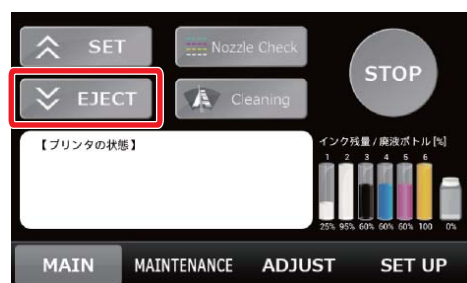 SET
Nozzle Check
STOP
EJECT
Cleaning
【プリンタの状態】
インク残量 / 廃液ボトル [%]
1 2 3 4 5 6
25% 95% 60% 60% 60% 100 0%
MAIN MAINTENANCE ADJUST SET UP